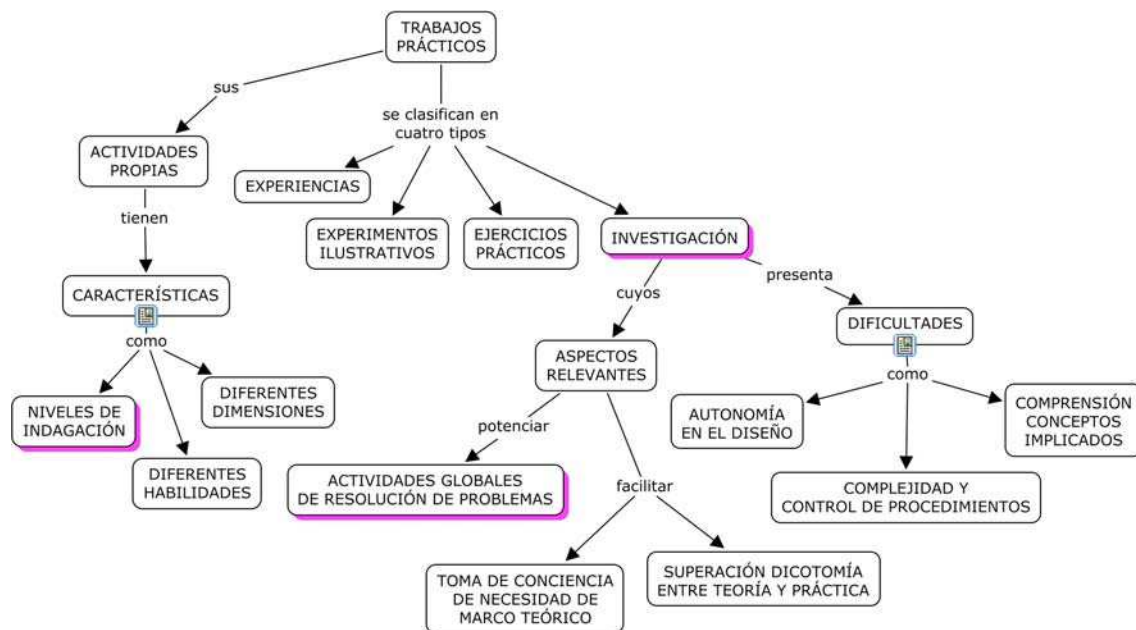 TRABAJOS
PRÁCTICOS
sus
se clasifican en
cuatro tipos
ACTIVIDADES
PROPIAS
EXPERIENCIAS
tienen
EXPERIMENTOS
ILUSTRATIVOS
EJERCICIOS
PRÁCTICOS
INVESTIGACIÓN
presenta
CARACTERÍSTICAS
cuyos
DIFICULTADES
como
ASPECTOS
RELEVANTES
como
DIFERENTES
DIMENSIONES
NIVELES DE
INDAGACIÓN
AUTONOMÍA
EN EL DISEÑO
COMPRENSIÓN
CONCEPTOS
IMPLICADOS
potenciar
DIFERENTES
HABILIDADES
ACTIVIDADES GLOBALES
DE RESOLUCIÓN DE PROBLEMAS
facilitar
COMPLEJIDAD Y
CONTROL DE PROCEDIMIENTOS
TOMA DE CONCIENCIA
DE NECESIDAD DE
MARCO TEÓRICO
SUPERACIÓN DICOTOMÍA
ENTRE TEORÍA Y PRÁCTICA